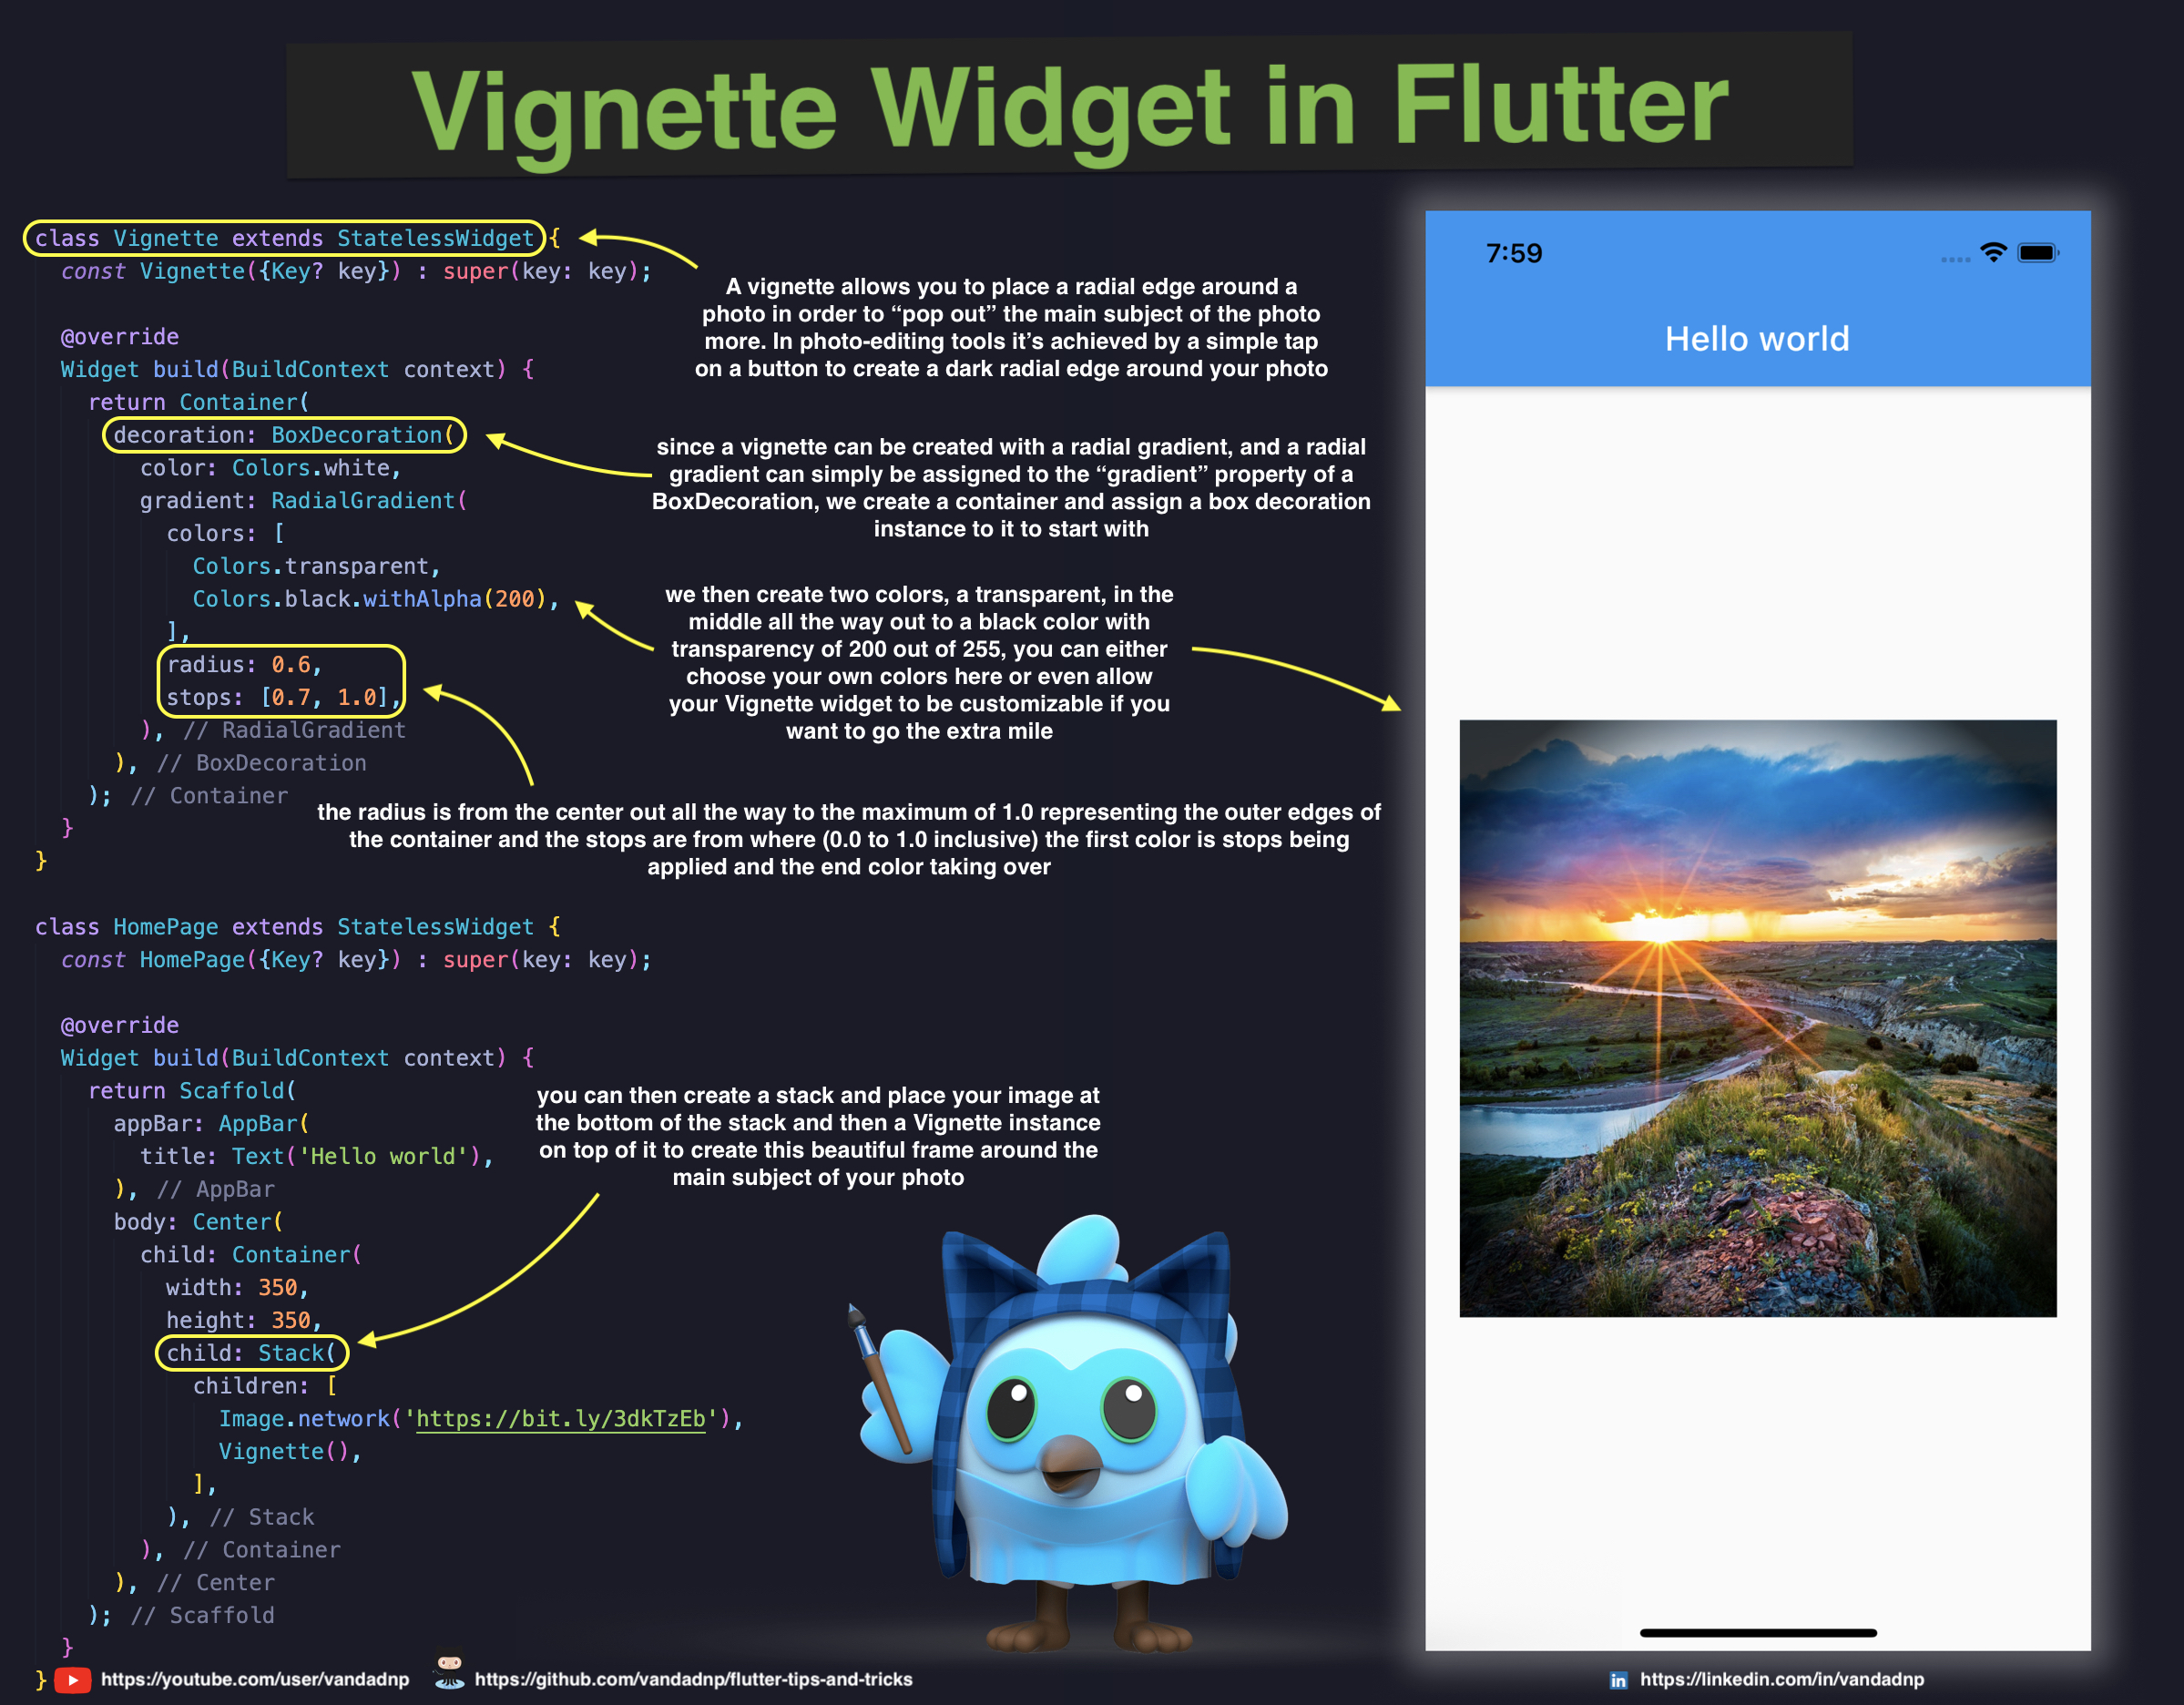 Vignette Widget in Flutter
class Vignette extends StatelessWidget {
const Vignette({Key? key}) : super(key: key);
@override
Widget build(BuildContext context) {
return Container(
decoration: BoxDecoration(
color: Colors.white,
gradient: RadialGradient(
colors: [
Colors.transparent,
Colors.black.withAlpha(200),
],
radius: 0.6,
stops: [0.7, 1.0],
), // RadialGradient
), // BoxDecoration
); // Container
}
}
A vignette allows you to place a radial edge around a
photo in order to “pop out” the main subject of the photo
more. In photo-editing tools it’s achieved by a simple tap
on a button to create a dark radial edge around your photo
since a vignette can be created with a radial gradient, and a radial
gradient can simply be assigned to the “gradient” property of a
BoxDecoration, we create a container and assign a box decoration
instance to it to start with
we then create two colors, a transparent, in the
middle all the way out to a black color with
transparency of 200 out of 255, you can either
choose your own colors here or even allow
your Vignette widget to be customizable if you
want to go the extra mile
the radius is from the center out all the way to the maximum of 1.0 representing the outer edges of
the container and the stops are from where (0.0 to 1.0 inclusive) the first color is stops being
applied and the end color taking over
class HomePage extends StatelessWidget {
const HomePage({Key? key}) : super(key: key);
@override
Widget build(BuildContext context) {
return Scaffold(
appBar: AppBar(
title: Text('Hello world'),
), // AppBar
body: Center(
child: Container(
width: 350,
height: 350,
child: Stack(
children: [
Image.network('https://bit.ly/3dkTzEb'),
Vignette(),
],
), // Stack
), // Container
), // Center
); // Scaffold
}
}
you can then create a stack and place your image at
the bottom of the stack and then a Vignette instance
on top of it to create this beautiful frame around the
main subject of your photo
7:59
Hello world
https://youtube.com/user/vandadnp
https://github.com/vandadnp/flutter-tips-and-tricks
in https://linkedin.com/in/vandadnp